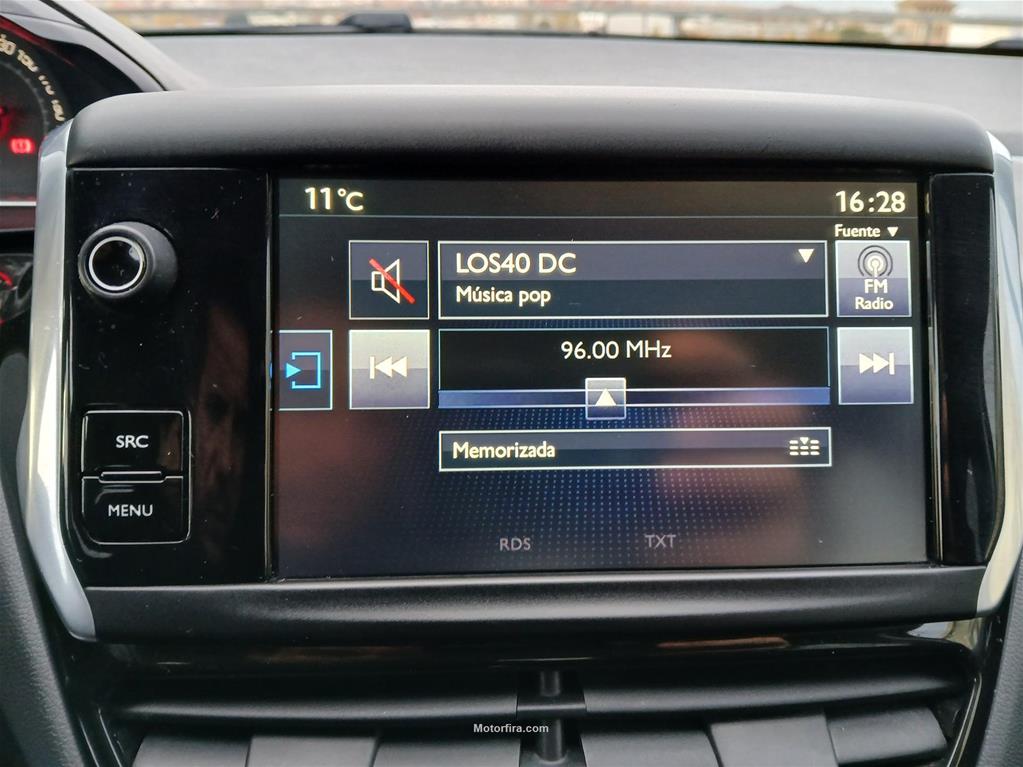 11 °C
16:28
Fuente ▼
LOS40 DC
Música pop
FM
Radio
96.00 MHz
SRC
Memorizada
MENU
RDS
TXT
Motorfira.com